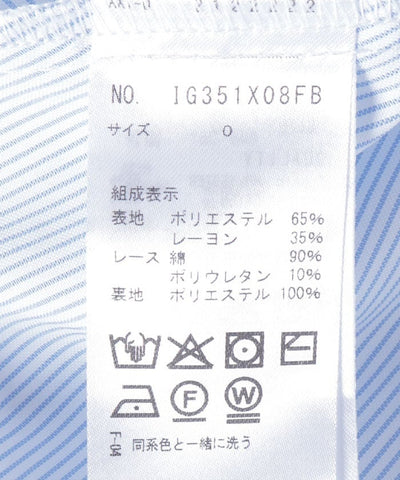 NO. IG351X08FB
サイズ 0
組成表示
表地 ポリエステル 65%
レーヨン 35%
レース 綿 90%
ポリウレタン 10%
裏地 ポリエステル 100%
F
W
F-04 同系色と一緒に洗う